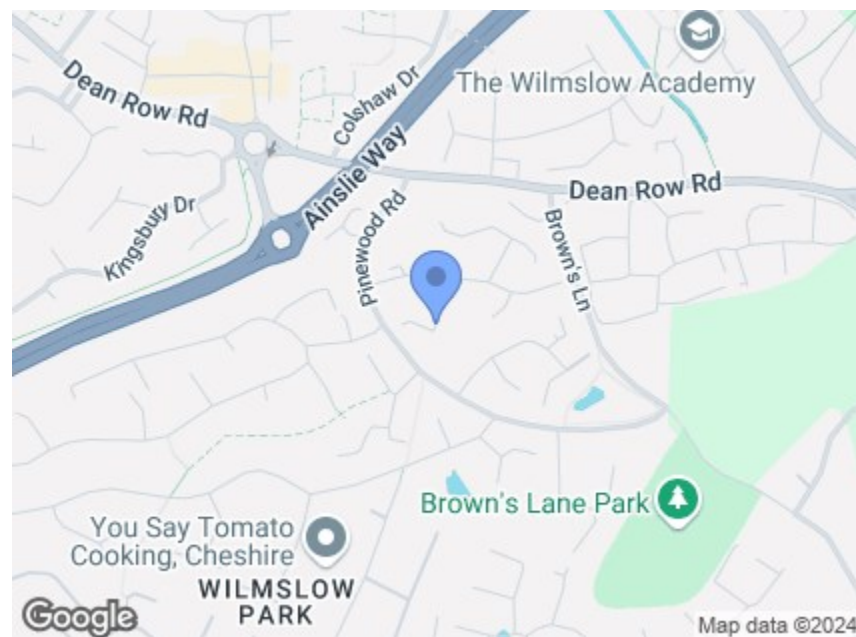 The Wilmslow Academy
Dean Row Rd
Colshaw Dr
Ainslie Way
Dean Row Rd
Kingsbury Dr
Pinewood Rd
Brown's Ln
Brown's Lane Park
You Say Tomato
Cooking, Cheshire
WILMSLOW
PARK
Google
Map data ©2024